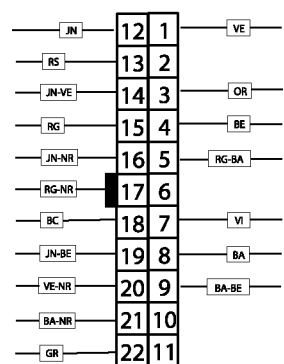 JN 12 1 VE
RS 13 2
JN-VE 14 3 OR
RG 15 4 BE
JN-NR 16 5 RG-BA
RG-NR 17 6
BC 18 7 VI
JN-BE 19 8 BA
VE-NR 20 9 BA-BE
BA-NR 21 10
GR 22 11